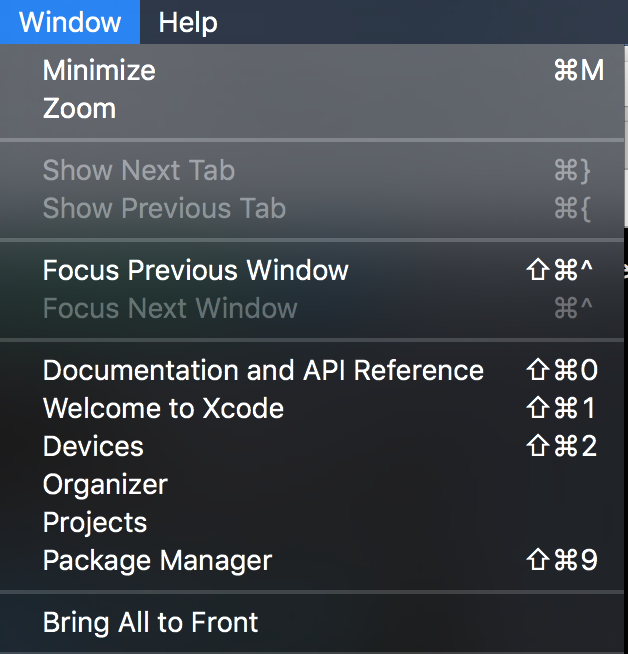 Window Help
Minimize ⌘M
Zoom
Show Next Tab ⌘}
Show Previous Tab ⌘{
Focus Previous Window ⇧⌘^
Focus Next Window ⌘^
Documentation and API Reference ⇧⌘0
Welcome to Xcode ⇧⌘1
Devices ⇧⌘2
Organizer
Projects
Package Manager ⇧⌘9
Bring All to Front